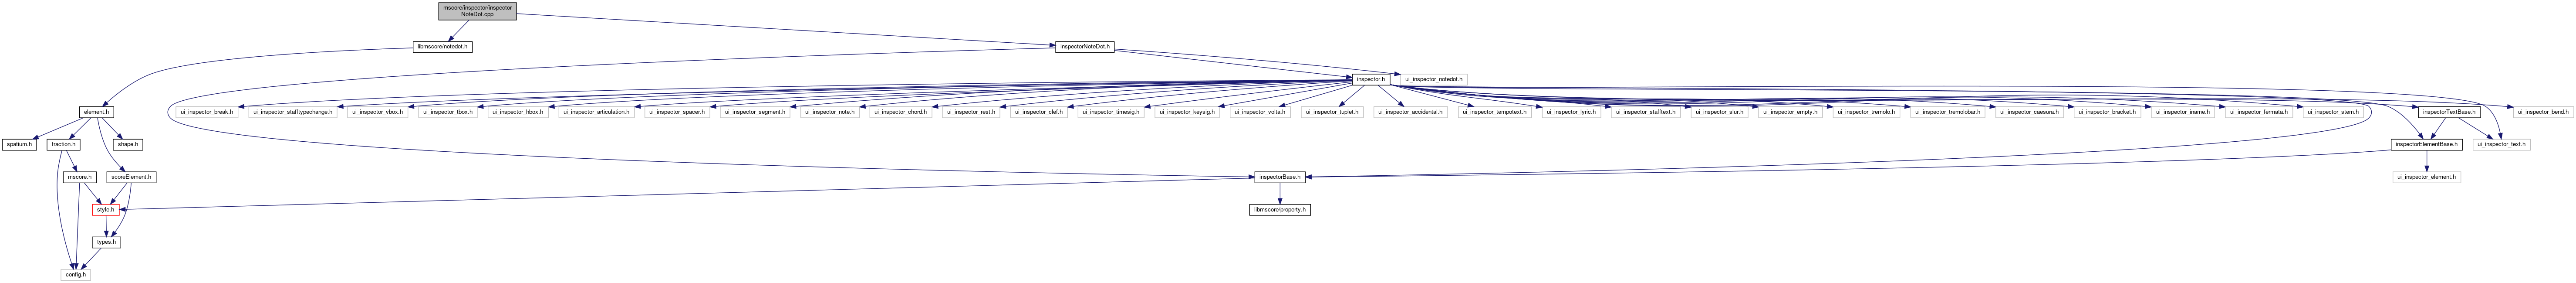 mscore/inspector/inspector
NoteDot.cpp
libmscore/notedot.h
inspectorNoteDot.h
inspector.h
ui_inspector_notedot.h
element.h
ui_inspector_break.h
ui_inspector_stafftypechange.h
ui_inspector_vbox.h
ui_inspector_tbox.h
ui_inspector_hbox.h
ui_inspector_articulation.h
ui_inspector_spacer.h
ui_inspector_segment.h
ui_inspector_note.h
ui_inspector_chord.h
ui_inspector_rest.h
ui_inspector_clef.h
ui_inspector_timesig.h
ui_inspector_keysig.h
ui_inspector_volta.h
ui_inspector_tuplet.h
ui_inspector_accidental.h
ui_inspector_tempotext.h
ui_inspector_lyric.h
ui_inspector_stafftext.h
ui_inspector_slur.h
ui_inspector_empty.h
ui_inspector_tremolo.h
ui_inspector_tremolobar.h
ui_inspector_caesura.h
ui_inspector_bracket.h
ui_inspector_iname.h
ui_inspector_fermata.h
ui_inspector_stem.h
inspectorTextBase.h
ui_inspector_bend.h
spatium.h
fraction.h
shape.h
inspectorElementBase.h
ui_inspector_text.h
mscore.h
scoreElement.h
inspectorBase.h
ui_inspector_element.h
style.h
libmscore/property.h
types.h
config.h